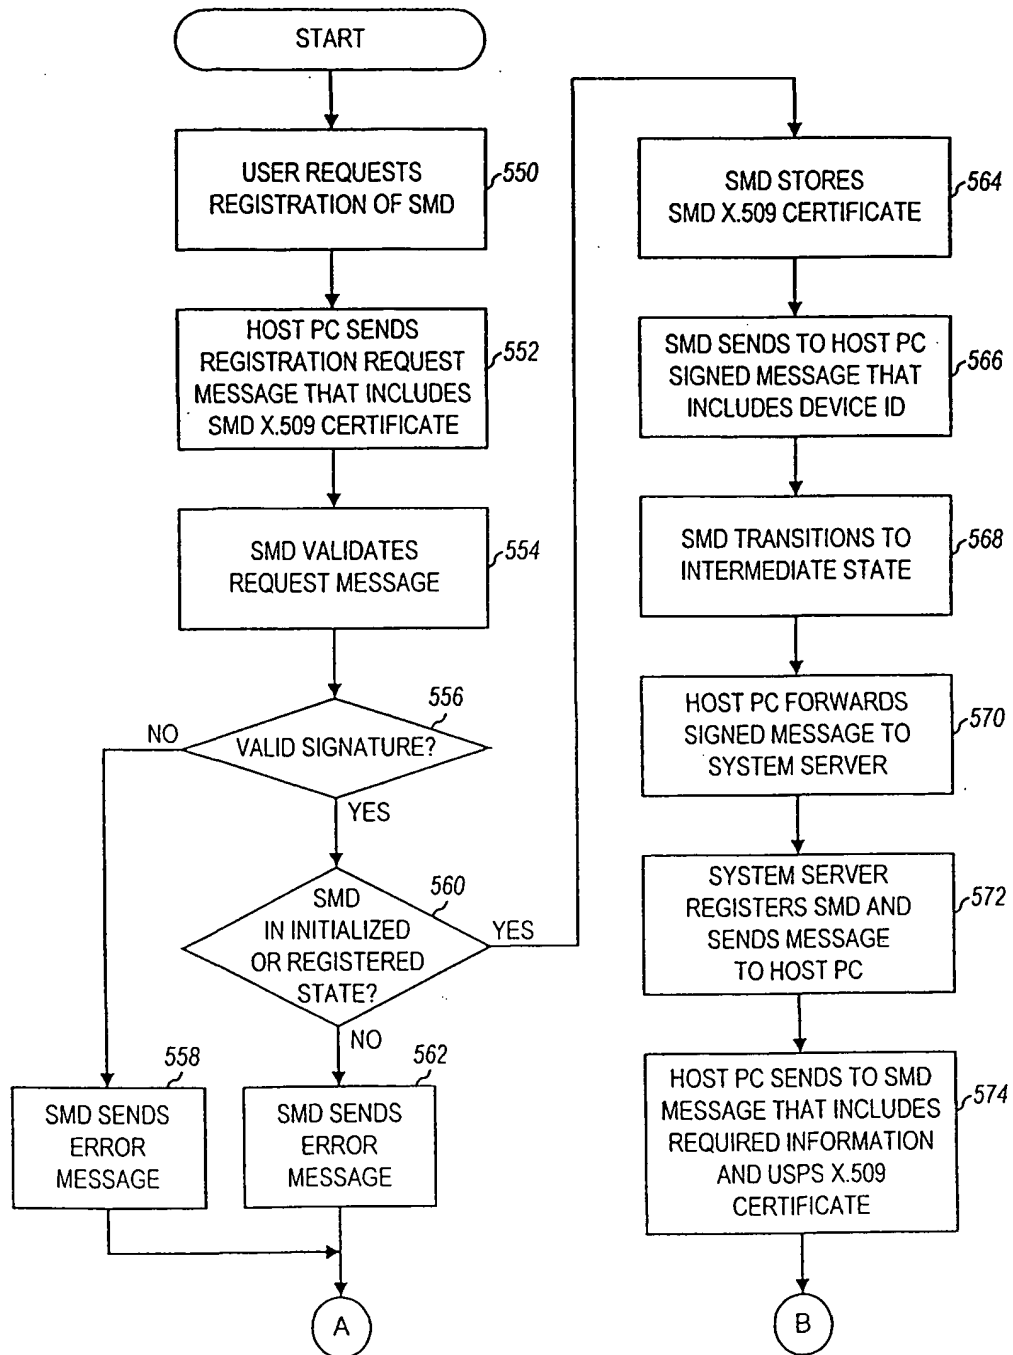 START
USER REQUESTS
REGISTRATION OF SMD
550
HOST PC SENDS
REGISTRATION REQUEST
MESSAGE THAT INCLUDES
SMD X.509 CERTIFICATE
552
SMD VALIDATES
REQUEST MESSAGE
554
556
NO
VALID SIGNATURE?
YES
560
SMD
IN INITIALIZED
OR REGISTERED
STATE?
YES
NO
558
SMD SENDS
ERROR
MESSAGE
562
SMD SENDS
ERROR
MESSAGE
A
SMD STORES
SMD X.509 CERTIFICATE
564
SMD SENDS TO HOST PC
SIGNED MESSAGE THAT
INCLUDES DEVICE ID
566
SMD TRANSITIONS TO
INTERMEDIATE STATE
568
HOST PC FORWARDS
SIGNED MESSAGE TO
SYSTEM SERVER
570
SYSTEM SERVER
REGISTERS SMD AND
SENDS MESSAGE
TO HOST PC
572
HOST PC SENDS TO SMD
MESSAGE THAT INCLUDES
REQUIRED INFORMATION
AND USPS X.509
CERTIFICATE
574
B